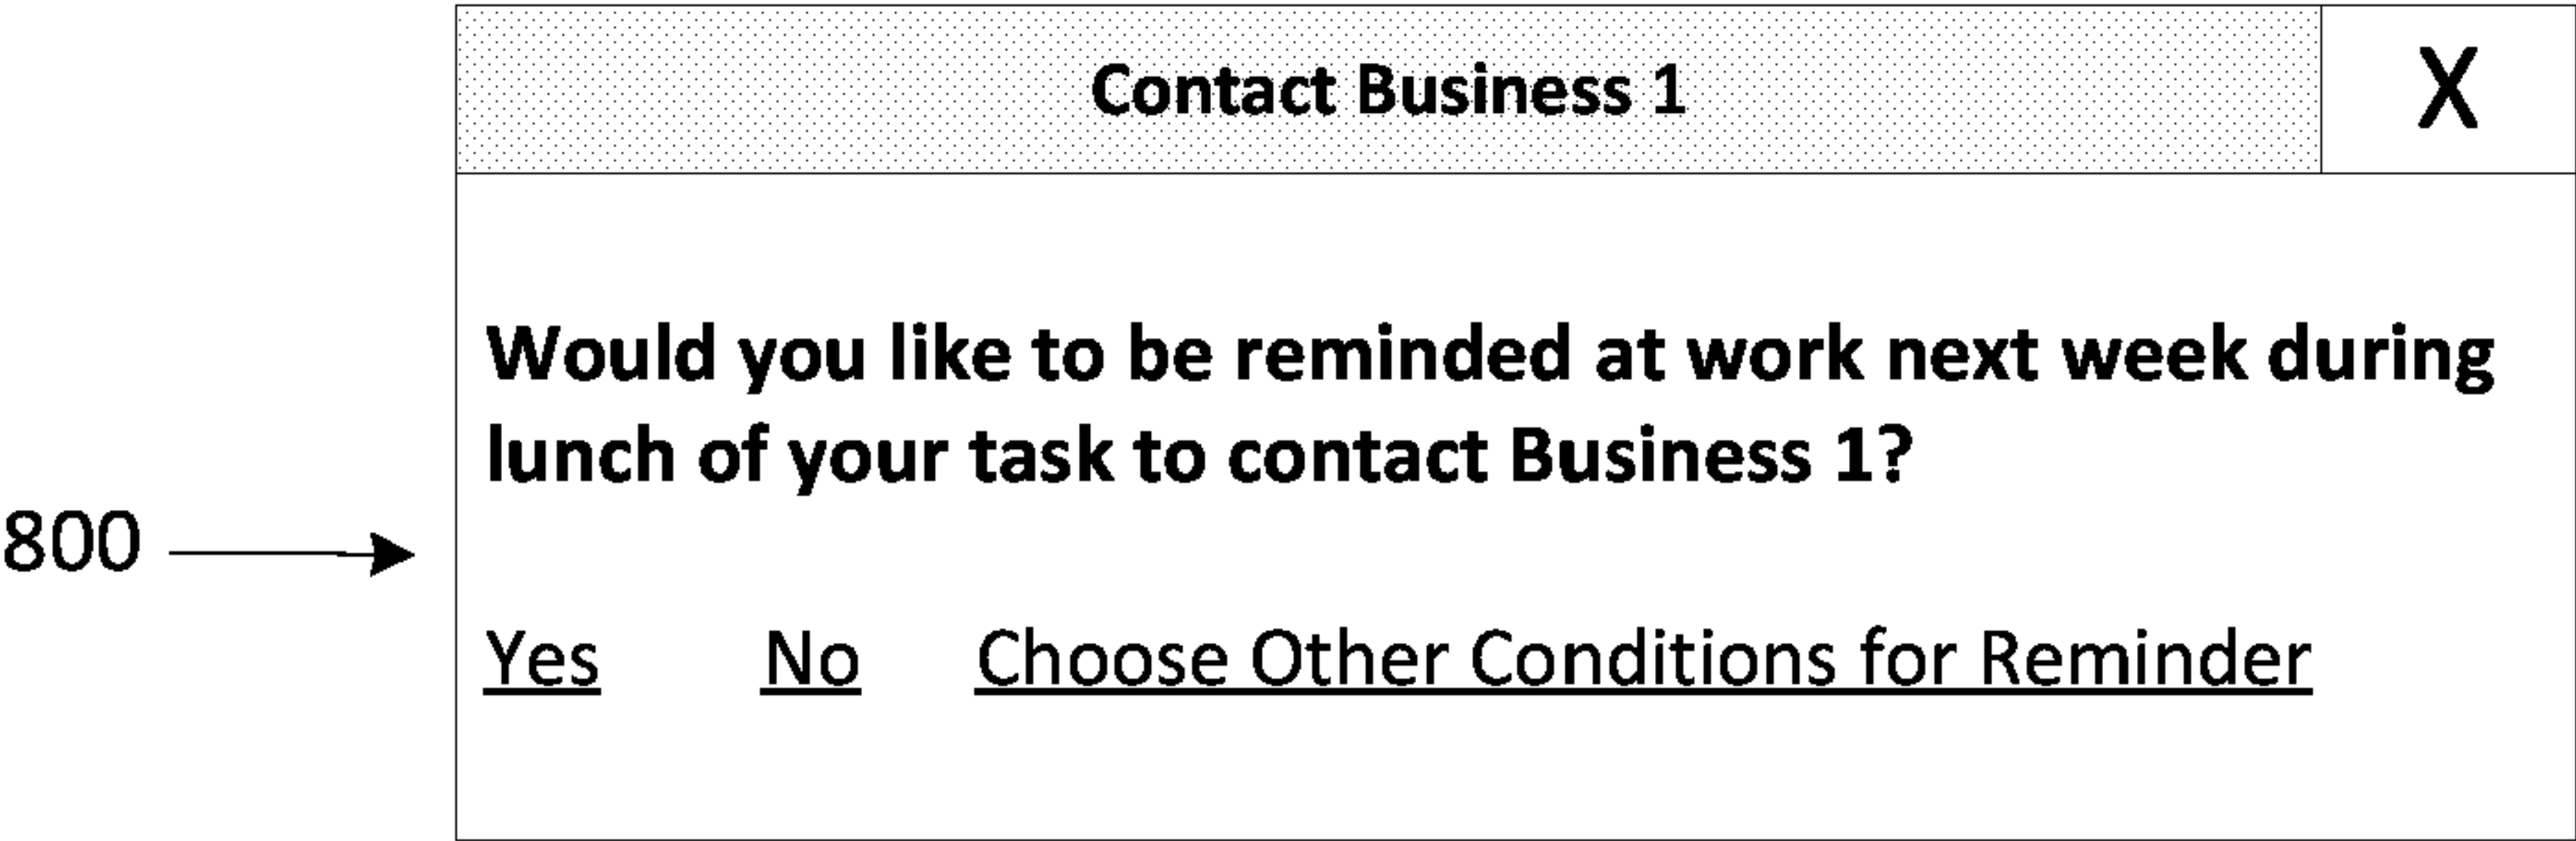 Contact Business 1
X
Would you like to be reminded at work next week during
lunch of your task to contact Business 1?
800
Yes No Choose Other Conditions for Reminder